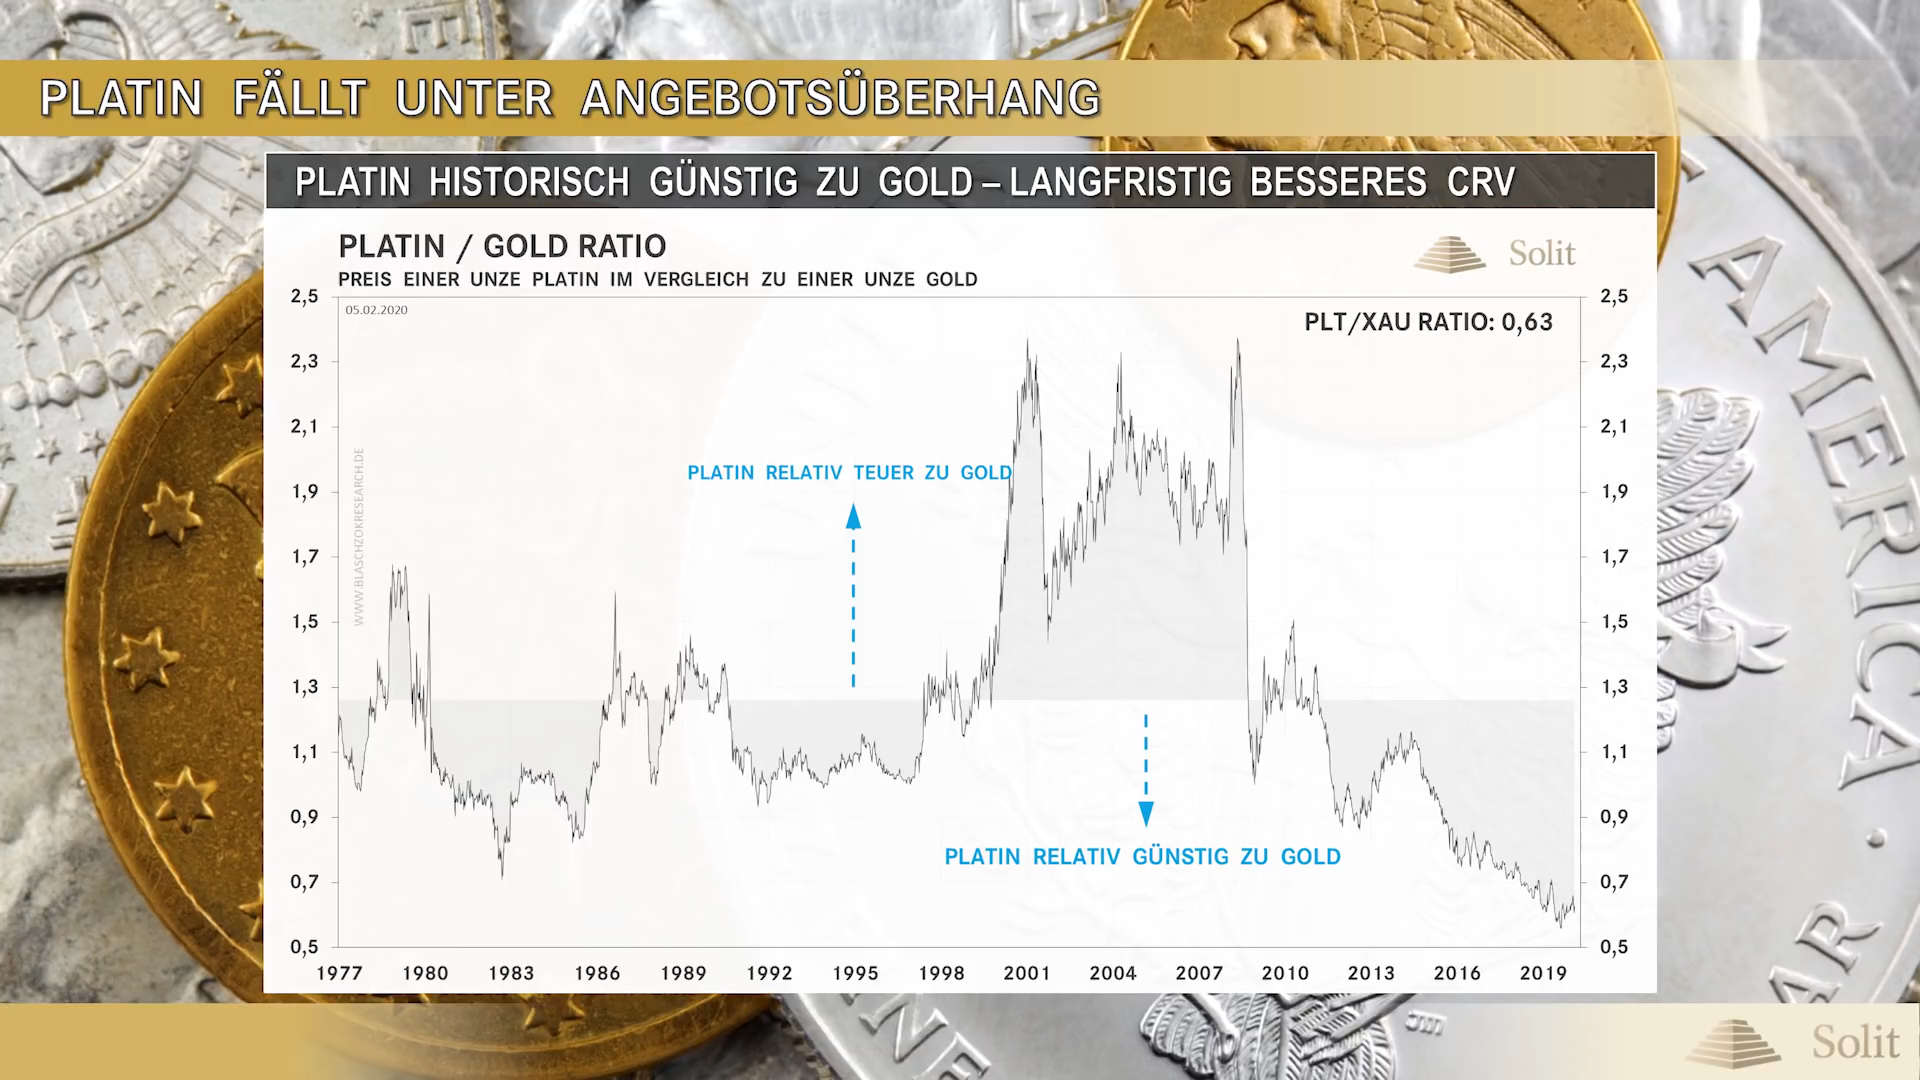 PLATIN FÄLLT UNTER ANGEBOTSÜBERHANG
PLATIN HISTORISCH GÜNSTIG ZU GOLD – LANGFRISTIG BESSERES CRV
PLATIN / GOLD RATIO
PREIS EINER UNZE PLATIN IM VERGLEICH ZU EINER UNZE GOLD
Solit
05.02.2020
PLT/XAU RATIO: 0,63
2,5 2,5
2,3 2,3
2,1 2,1
1,9 1,9
1,7 1,7
1,5 1,5
1,3 1,3
1,1 1,1
0,9 0,9
0,7 0,7
0,5 0,5
WWW.BLASCHZOKRESEARCH.DE
PLATIN RELATIV TEUER ZU GOLD
PLATIN RELATIV GÜNSTIG ZU GOLD
1977 1980 1983 1986 1989 1992 1995 1998 2001 2004 2007 2010 2013 2016 2019
AMERICA
Solit